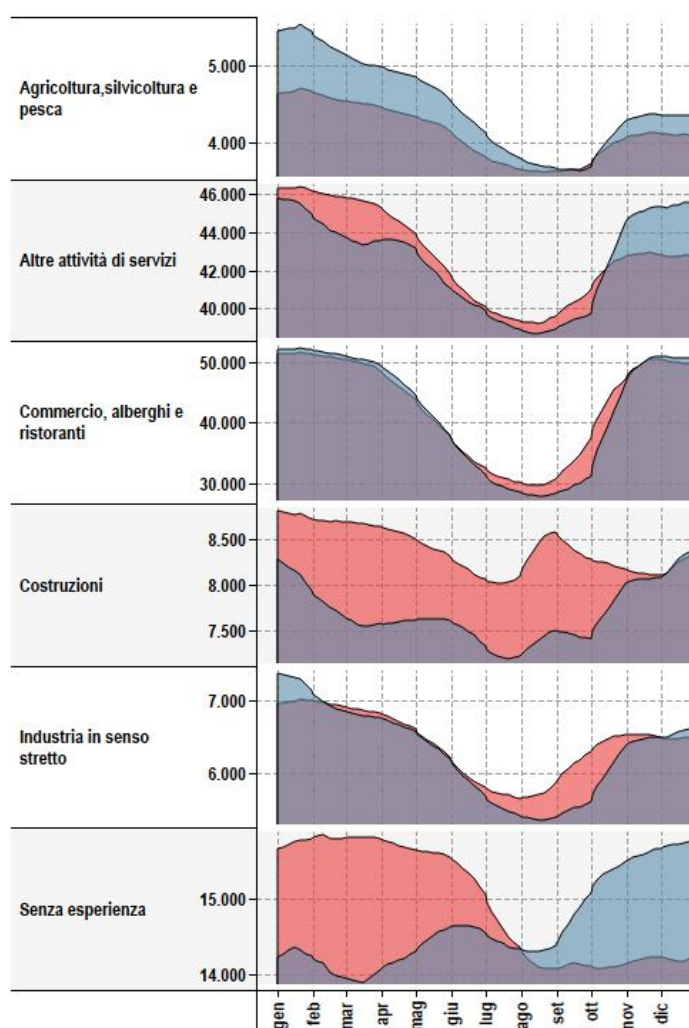 Agricoltura,silvicoltura e
pesca
5.000
4.000
Altre attività di servizi
46.000
44.000
42.000
40.000
Commercio, alberghi e
ristoranti
50.000
40.000
30.000
Costruzioni
8.500
8.000
7.500
Industria in senso
stretto
7.000
6.000
Senza esperienza
15.000
14.000
gen
feb
mar
apr
mag
giu
lug
ago
set
ott
nov
dic